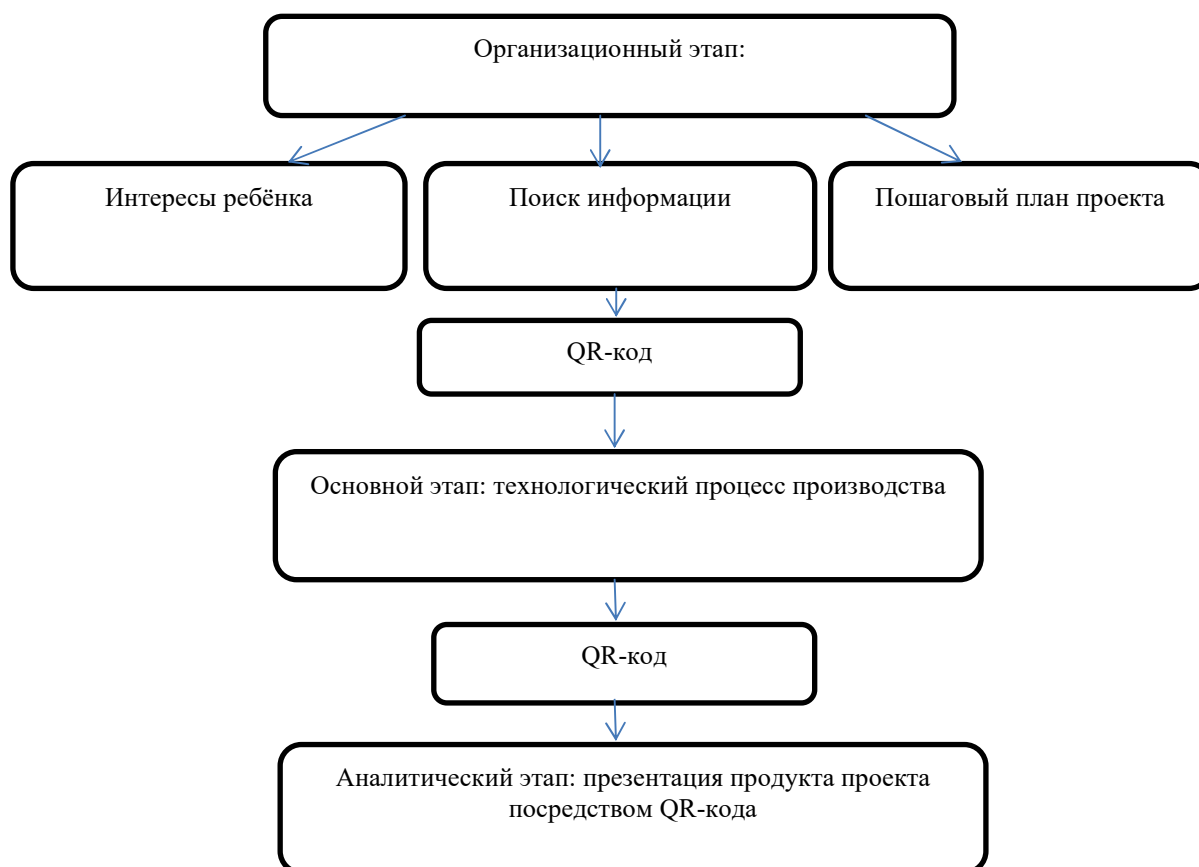 Организационный этап:
Интересы ребёнка
Поиск информации
Пошаговый план проекта
QR-код
Основной этап: технологический процесс производства
QR-код
Аналитический этап: презентация продукта проекта
посредством QR-кода